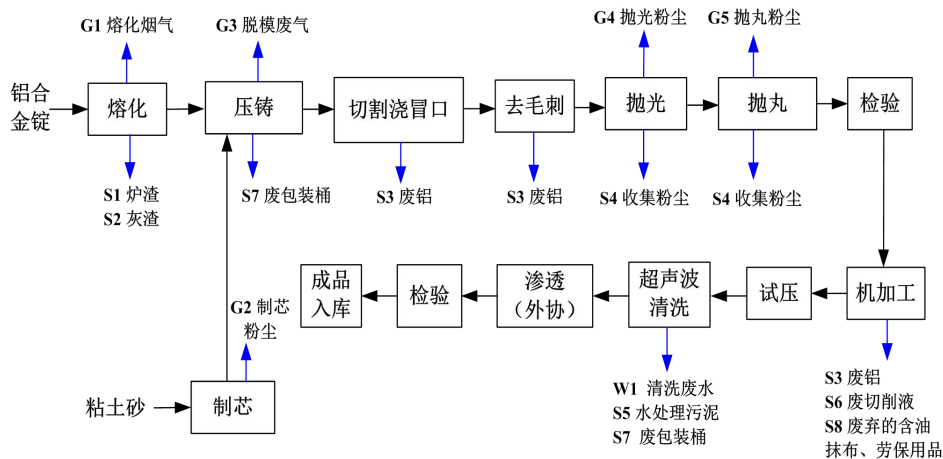 G1 熔化烟气
G3 脱模废气
G4 抛光粉尘
G5 抛丸粉尘
铝合
金锭
熔化
压铸
切割浇冒口
去毛刺
抛光
抛丸
检验
S1 炉渣
S2 灰渣
S7 废包装桶
S3 废铝
S3 废铝
S4 收集粉尘
S4 收集粉尘
成品
入库
检验
渗透
（外协）
超声波
清洗
试压
机加工
G2 制芯
粉尘
粘土砂
制芯
W1 清洗废水
S5 水处理污泥
S7 废包装桶
S3 废铝
S6 废切削液
S8 废弃的含油
抹布、劳保用品